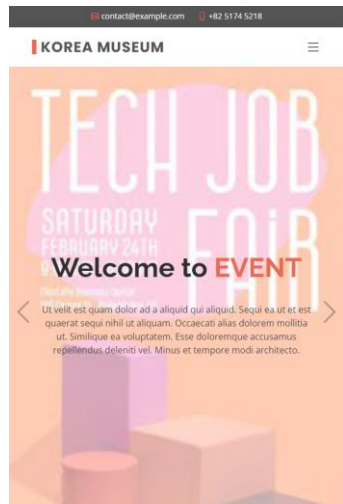 contact@example.com +82 5174 5218
KOREA MUSEUM
TECH JOB
FAIR
SATURDAY
FEBRUARY 24TH
Welcome to EVENT
Ut velit est quam dolor ad a aliquid qui aliquid. Sequi ea ut et est
quaerat sequi nihil ut aliquam. Occaecati alias dolorem mollitia
ut. Similique ea voluptatem. Esse doloremque accusamus
repellendus deleniti vel. Minus et tempore modi architecto.